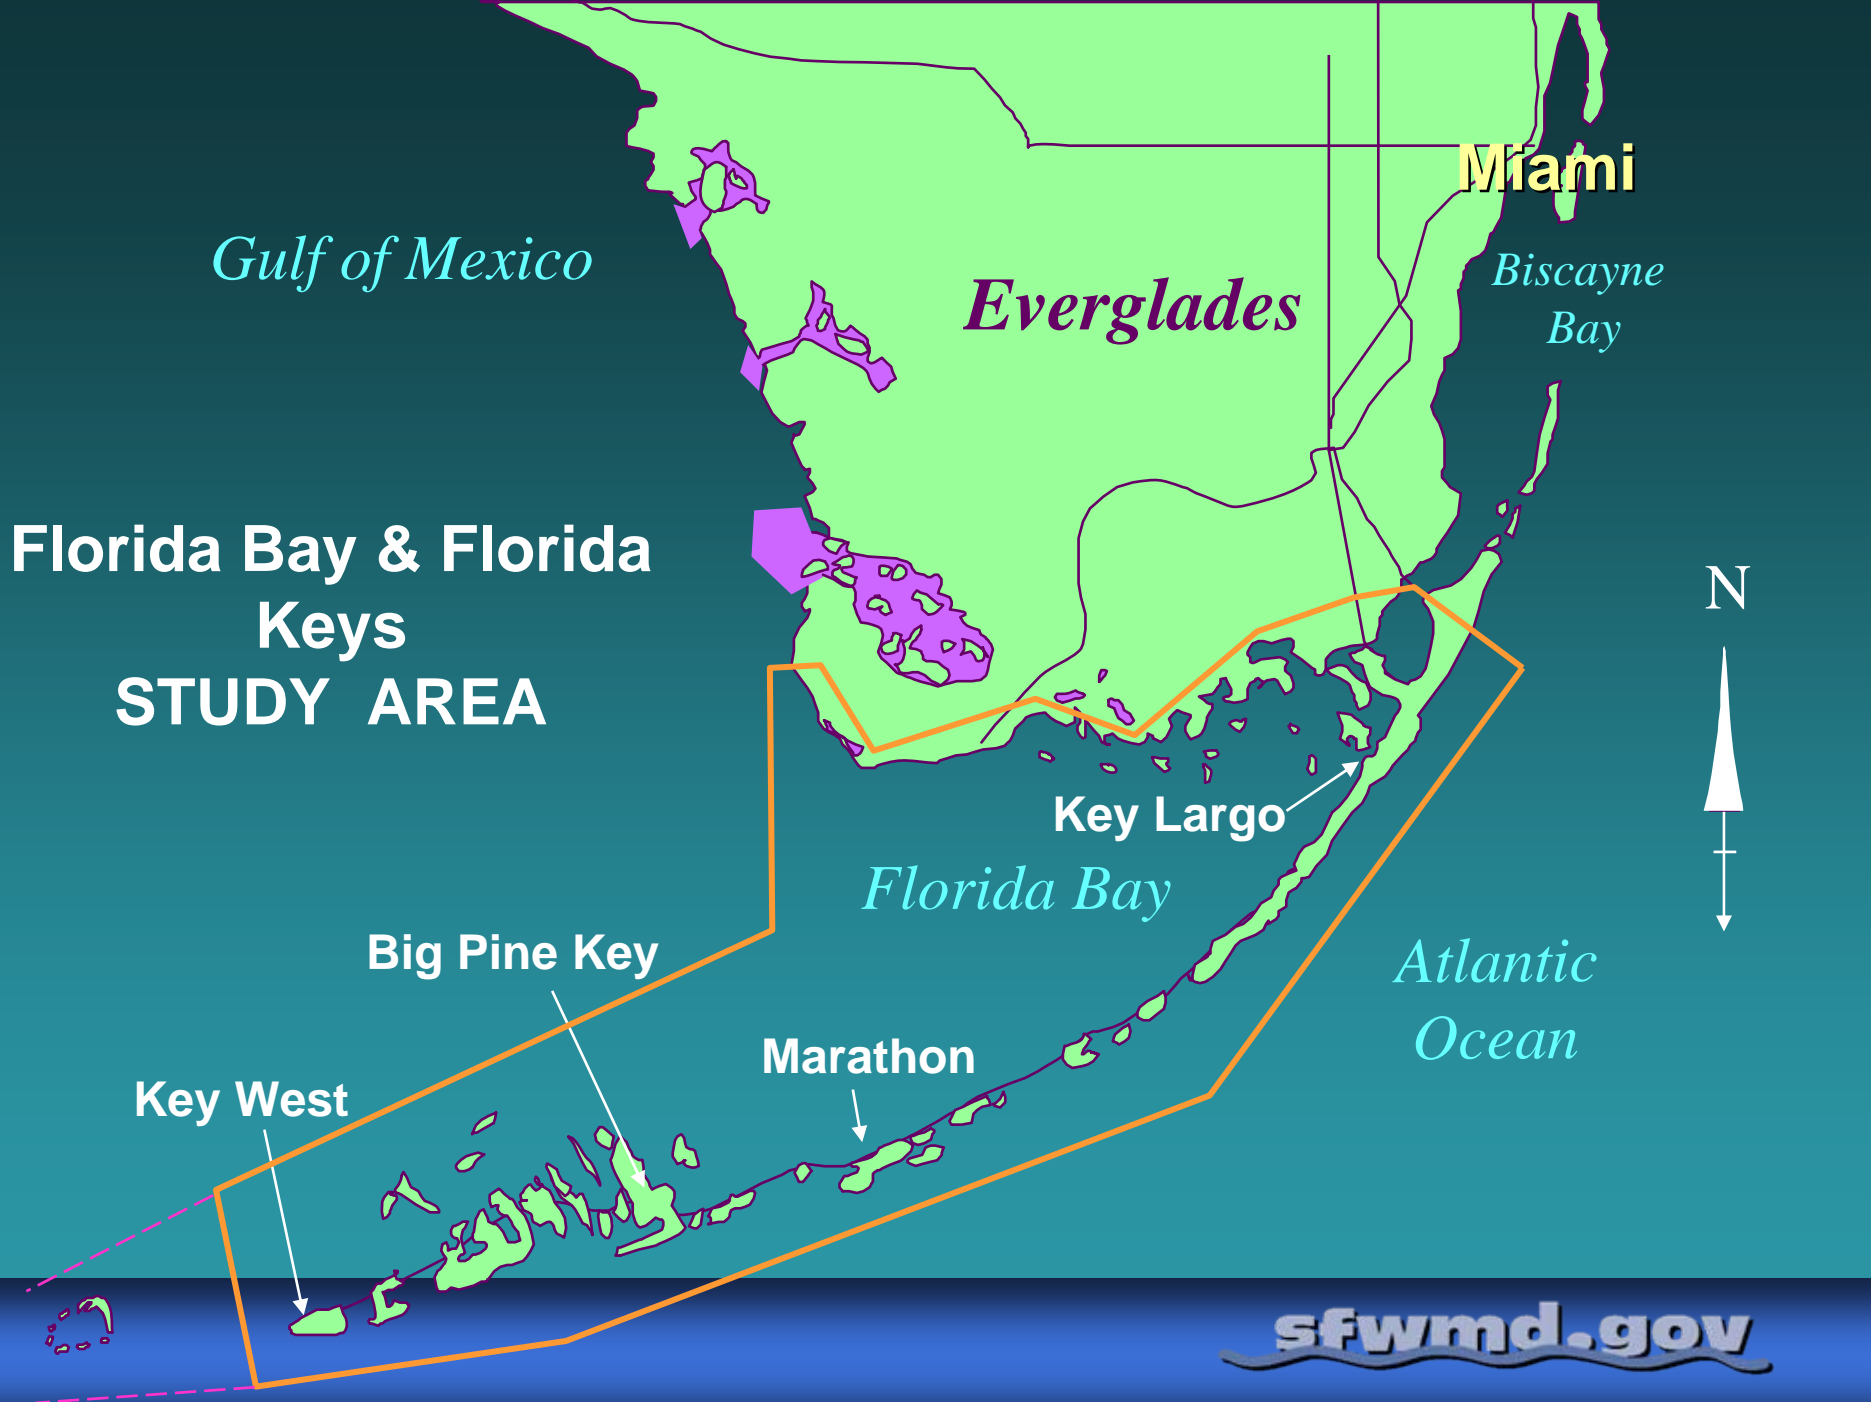 Miami
Gulf of Mexico
Everglades
Biscayne
Bay
Florida Bay & Florida
Keys
STUDY AREA
N
Key Largo
Florida Bay
Big Pine Key
Atlantic
Ocean
Marathon
Key West
sfwmd.gov